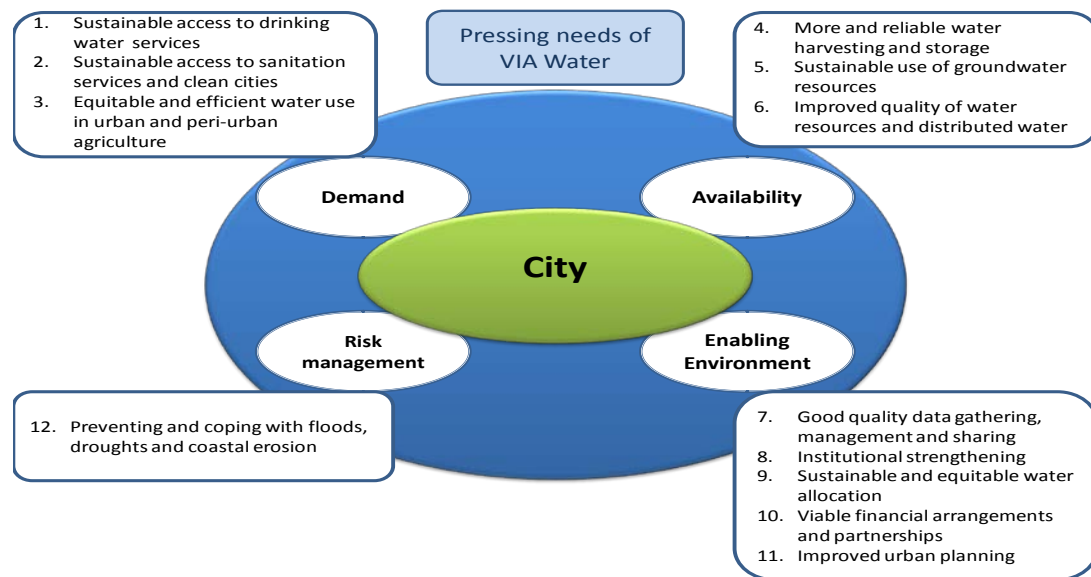 Pressing needs of
VIA Water
1. Sustainable access to drinking
water services
2. Sustainable access to sanitation
services and clean cities
3. Equitable and efficient water use
in urban and peri-urban
agriculture
4. More and reliable water
harvesting and storage
5. Sustainable use of groundwater
resources
6. Improved quality of water
resources and distributed water
Demand
Availability
City
Risk
management
Enabling
Environment
12. Preventing and coping with floods,
droughts and coastal erosion
7. Good quality data gathering,
management and sharing
8. Institutional strengthening
9. Sustainable and equitable water
allocation
10. Viable financial arrangements
and partnerships
11. Improved urban planning